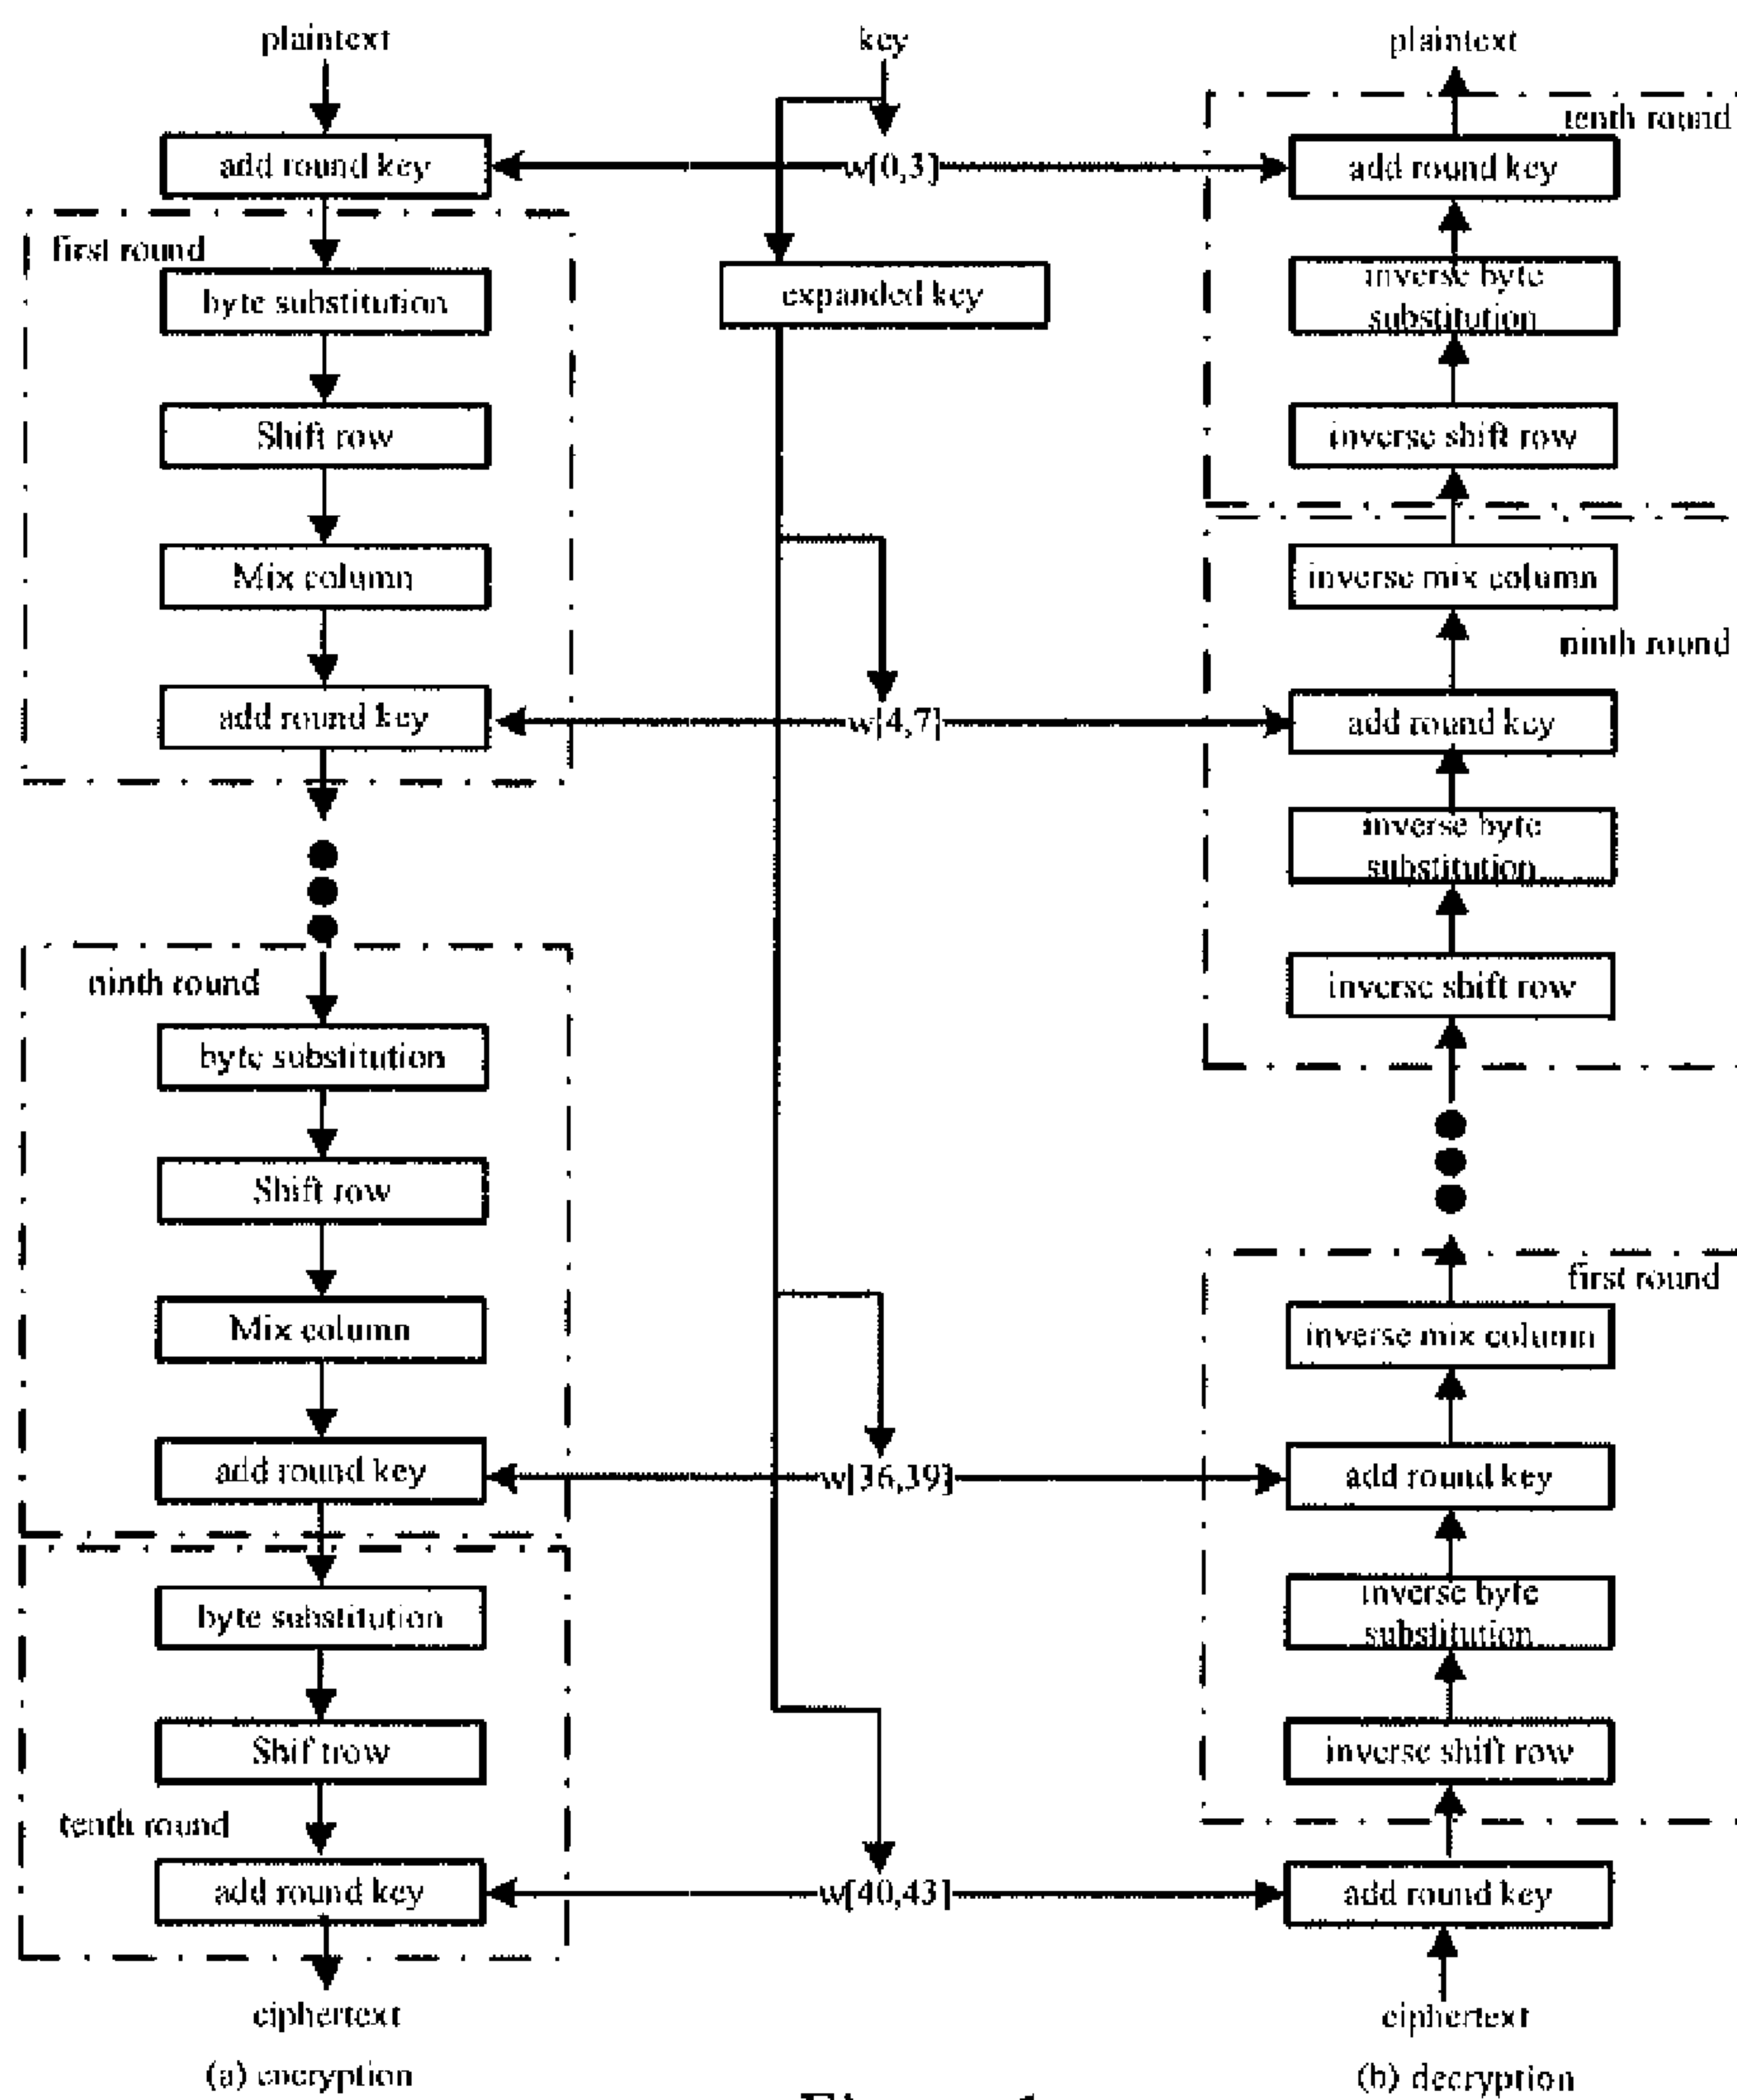 plaintext
add round key
first round
byte substitution
Shift row
Mix column
add round key
ninth round
byte substitution
Shift row
Mix column
add round key
byte substitution
Shif trow
tenth round
add round key
ciphertext
(a) encryption
key
w[0,3]
expanded key
w[4,7]
w[36,39]
w[40,43]
plaintext
tenth round
add round key
inverse byte
substitution
inverse shift row
inverse mix column
ninth round
add round key
inverse byte
substitution
inverse shift row
first round
inverse mix column
add round key
inverse byte
substitution
inverse shift row
add round key
ciphertext
(b) decryption